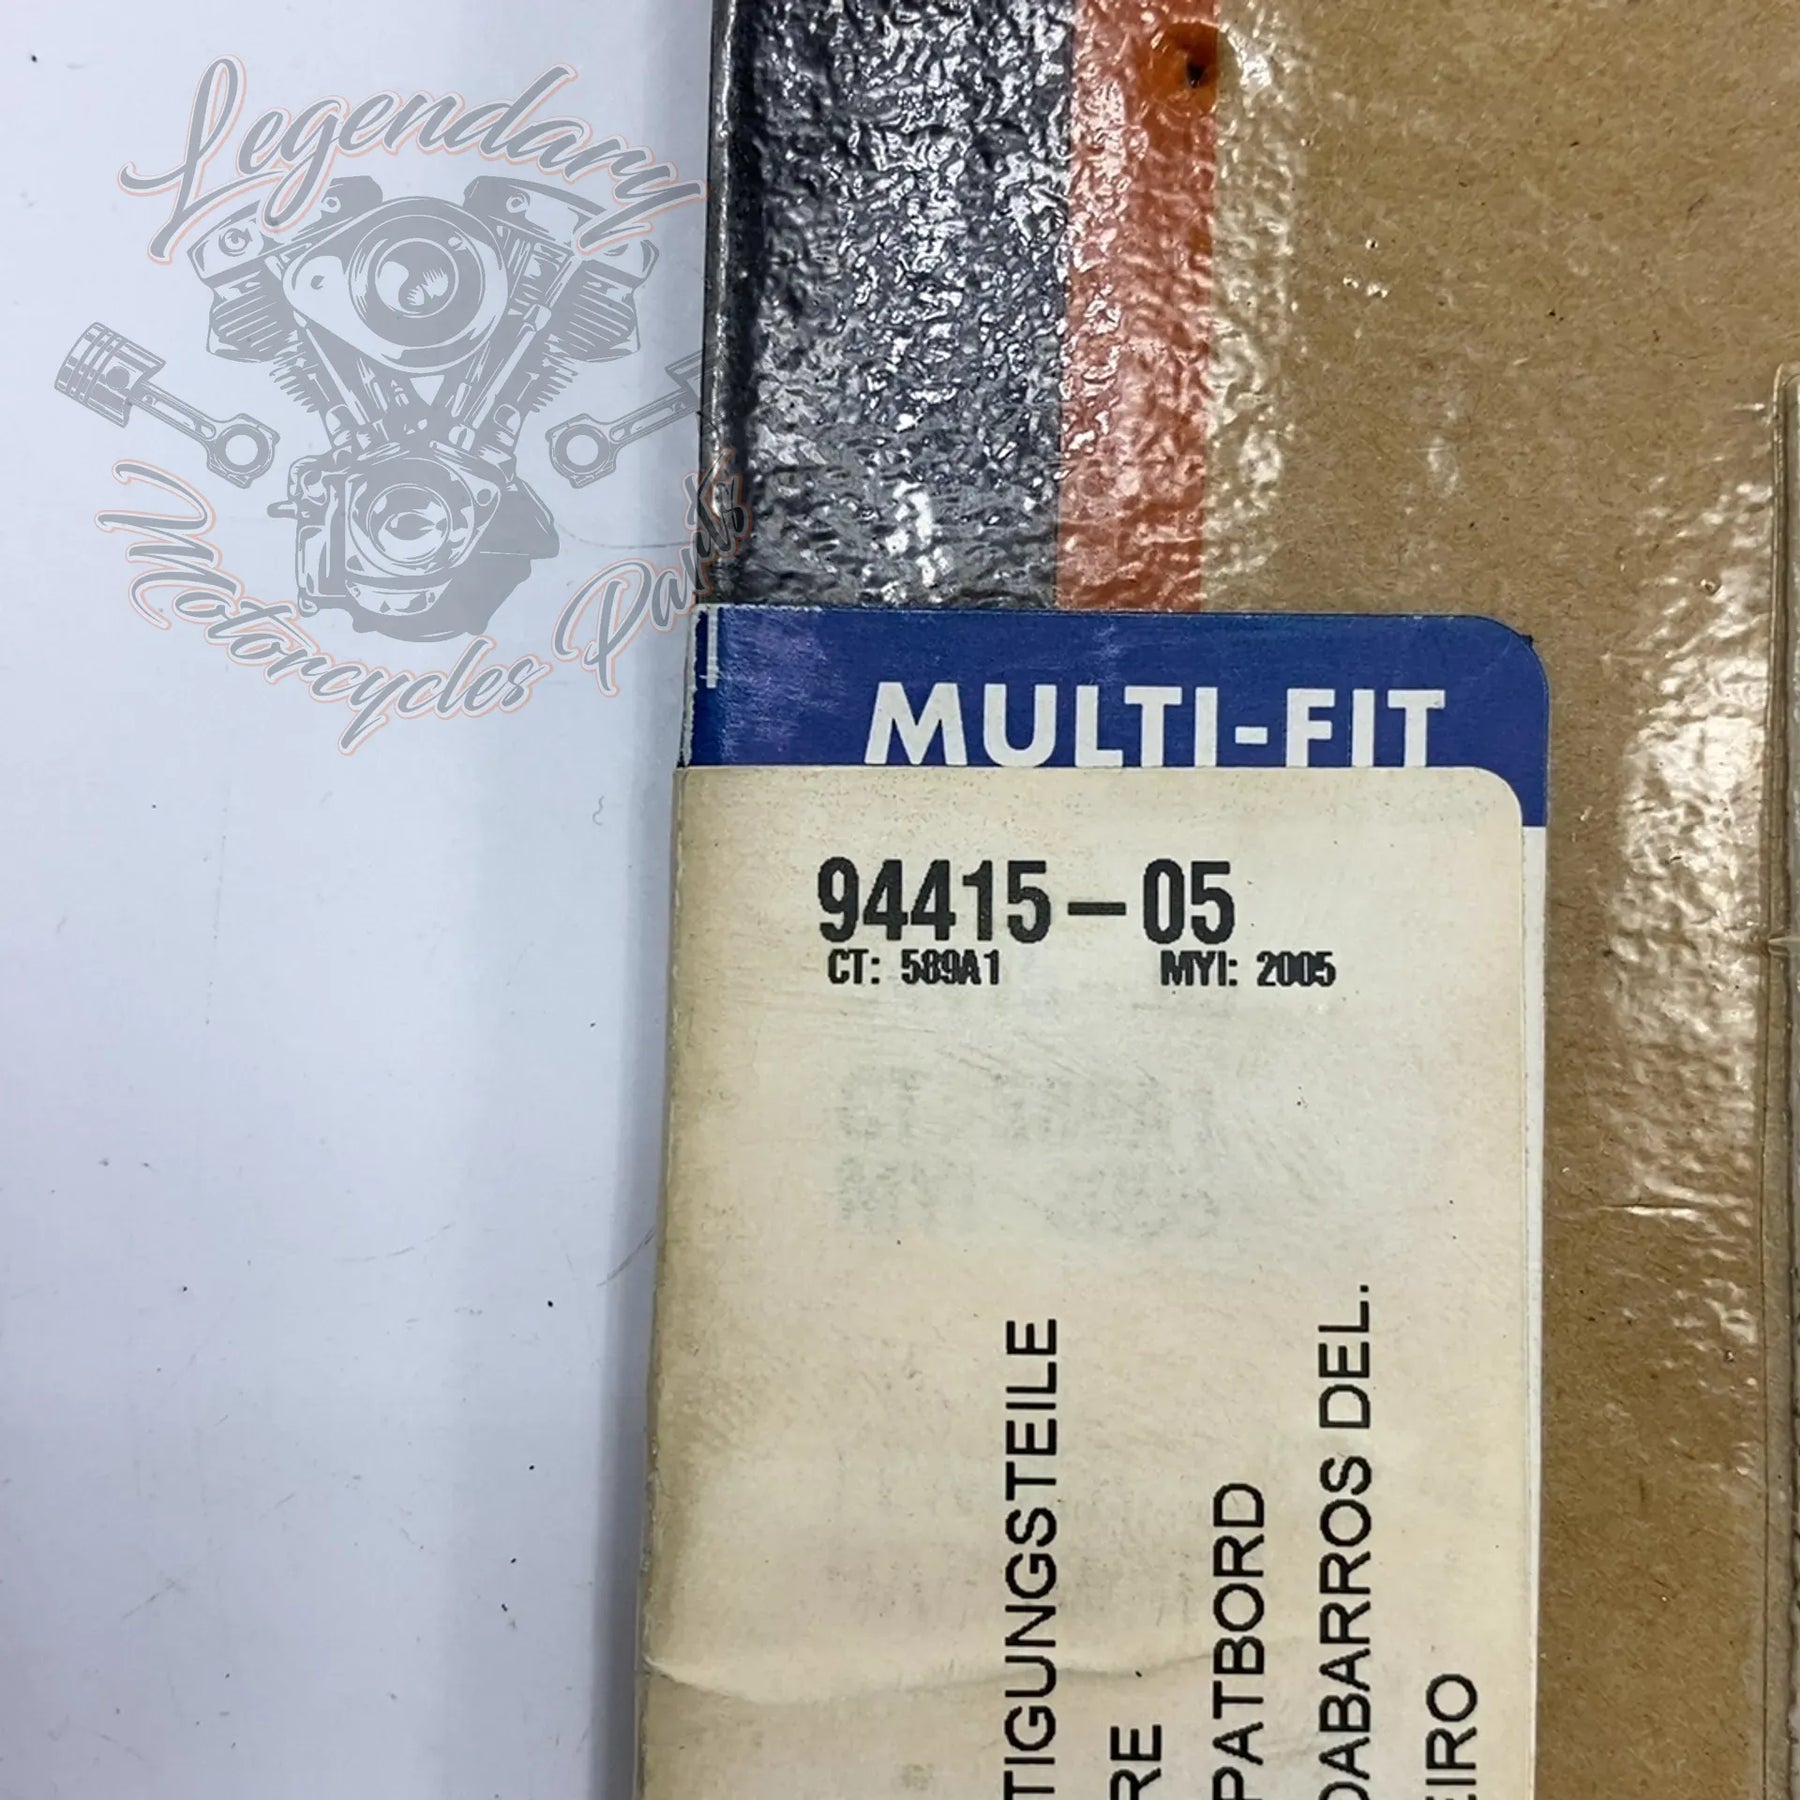 Legendary
Motorcycles Parts
MULTI-FIT
94415-05
CT: 589A1 MYI: 2005
TIGUNGSTEILE
RE
PATBORD
DABARROS DEL.
EIRO